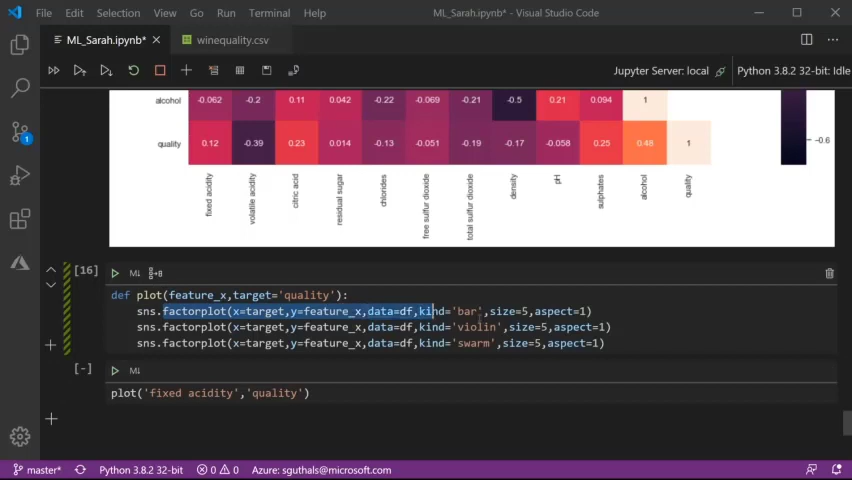 File Edit Selection View Go Run Terminal Help
ML_Sarah.ipynb* - Visual Studio Code
ML_Sarah.ipynb*
winequality.csv
Jupyter Server: local
Python 3.8.2 32-bit: Idle
alcohol -0.062 -0.2 0.11 0.042 -0.22 -0.069 -0.21 -0.5 0.21 0.094 1
quality 0.12 -0.39 0.23 0.014 -0.13 -0.051 -0.19 -0.17 -0.058 0.25 0.48 1
-0.6
fixed acidity
volatile acidity
citric acid
residual sugar
chlorides
free sulfur dioxide
total sulfur dioxide
density
pH
sulphates
alcohol
quality
1
[16]
M↓
def plot(feature_x,target='quality'):
sns.factorplot(x=target,y=feature_x,data=df,kind='bar',size=5,aspect=1)
sns.factorplot(x=target,y=feature_x,data=df,kind='violin',size=5,aspect=1)
sns.factorplot(x=target,y=feature_x,data=df,kind='swarm',size=5,aspect=1)
[-]
M↓
plot('fixed acidity','quality')
master* Python 3.8.2 32-bit 0 0 Azure: sguthals@microsoft.com